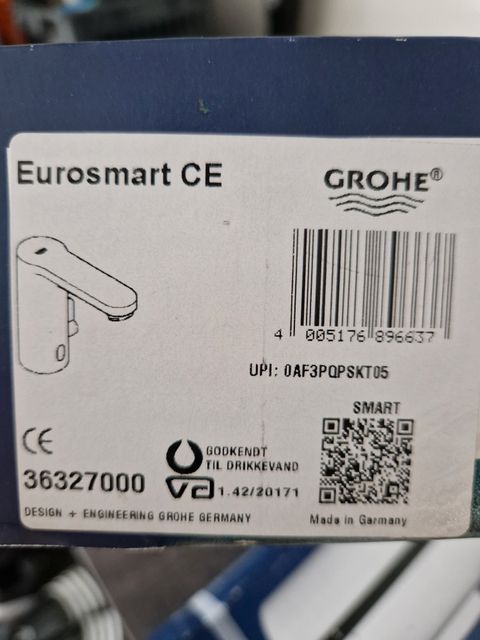 Eurosmart CE
GROHE®
4 005176 896637
UPI: 0AF3PQPSKT05
SMART
CE
GODKENDT
TIL DRIKKEVAND
36327000
VA 1.42/20171
DESIGN + ENGINEERING GROHE GERMANY
Made in Germany